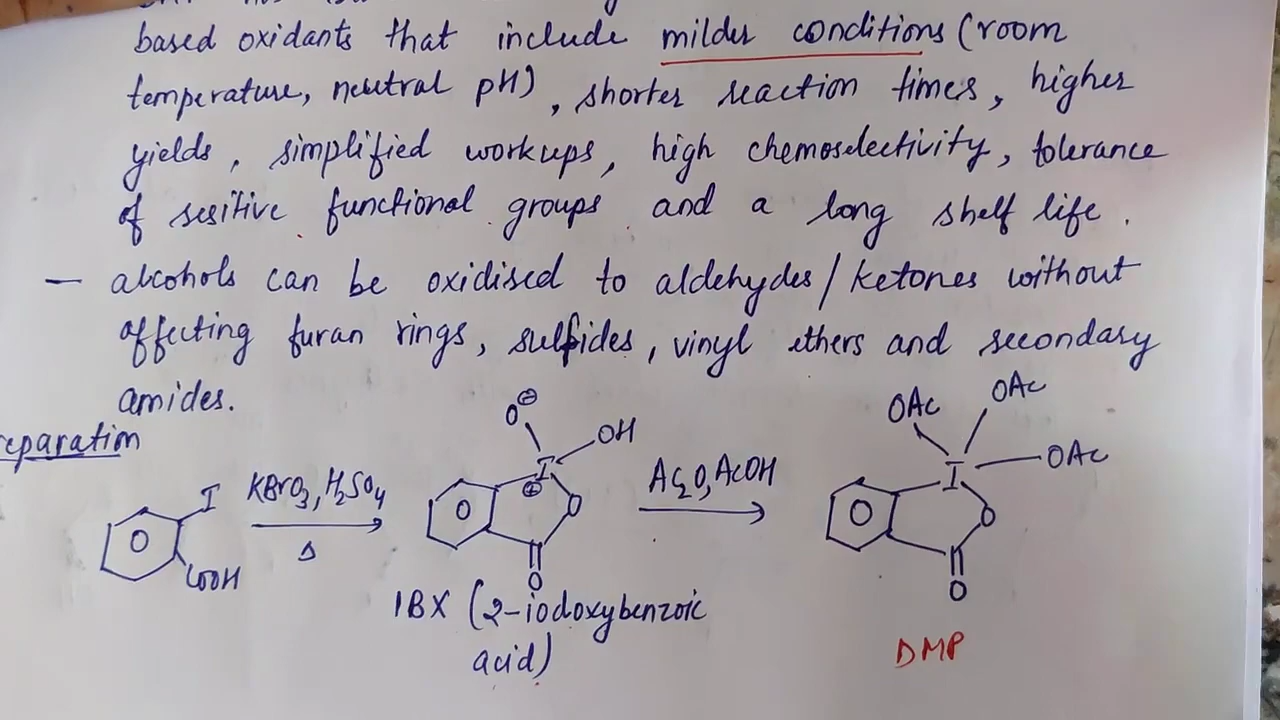 based oxidants that include milder conditions (room
temperature, neutral pH), shorter reaction times, higher
yields, simplified workups, high chemoselectivity, tolerance
of sesitive functional groups and a long shelf life.
— alcohols can be oxidised to aldehydes/ketones without
affecting furan rings, sulfides, vinyl ethers and secondary
amides.
reparation
I
COOH
KBrO3, H2SO4
Δ
O⊖
OH
I
⊕
O
O
IBX (2-iodoxybenzoic
acid)
Ac2O, AcOH
OAc
OAc
OAc
I
O
O
DMP